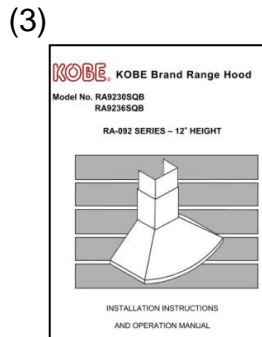 (3)
KOBE® KOBE Brand Range Hood
Model No. RA9230SQB
RA9236SQB
RA-092 SERIES – 12" HEIGHT
INSTALLATION INSTRUCTIONS
AND OPERATION MANUAL